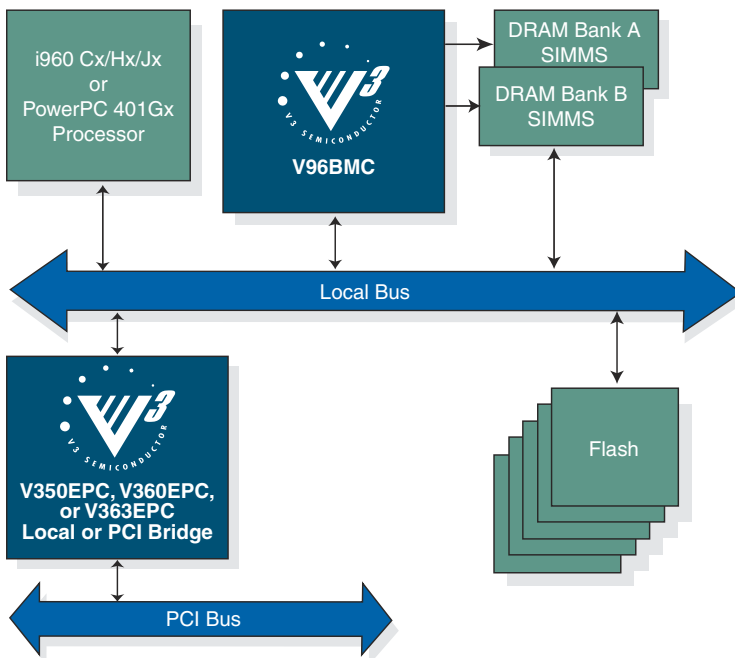 i960 Cx/Hx/Jx
or
PowerPC 401Gx
Processor
V3
V3 SEMICONDUCTOR
V96BMC
DRAM Bank A
SIMMS
DRAM Bank B
SIMMS
Local Bus
V3
V3 SEMICONDUCTOR
V350EPC, V360EPC,
or V363EPC
Local or PCI Bridge
Flash
PCI Bus